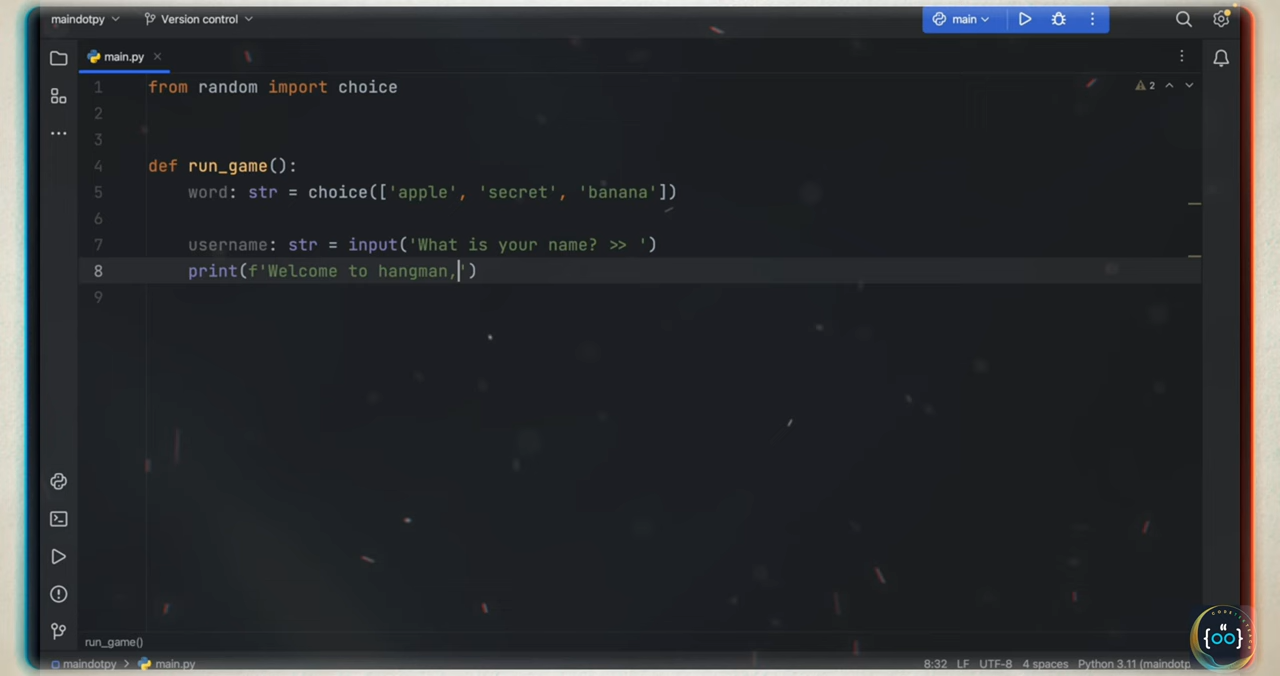 maindotpy Version control main
main.py
1 from random import choice
2
2
3
4 def run_game():
5 word: str = choice(['apple', 'secret', 'banana'])
6
7 username: str = input('What is your name? >> ')
8 print(f'Welcome to hangman,')
9
run_game()
maindotpy > main.py 8:32 LF UTF-8 4 spaces Python 3.11 (maindotp